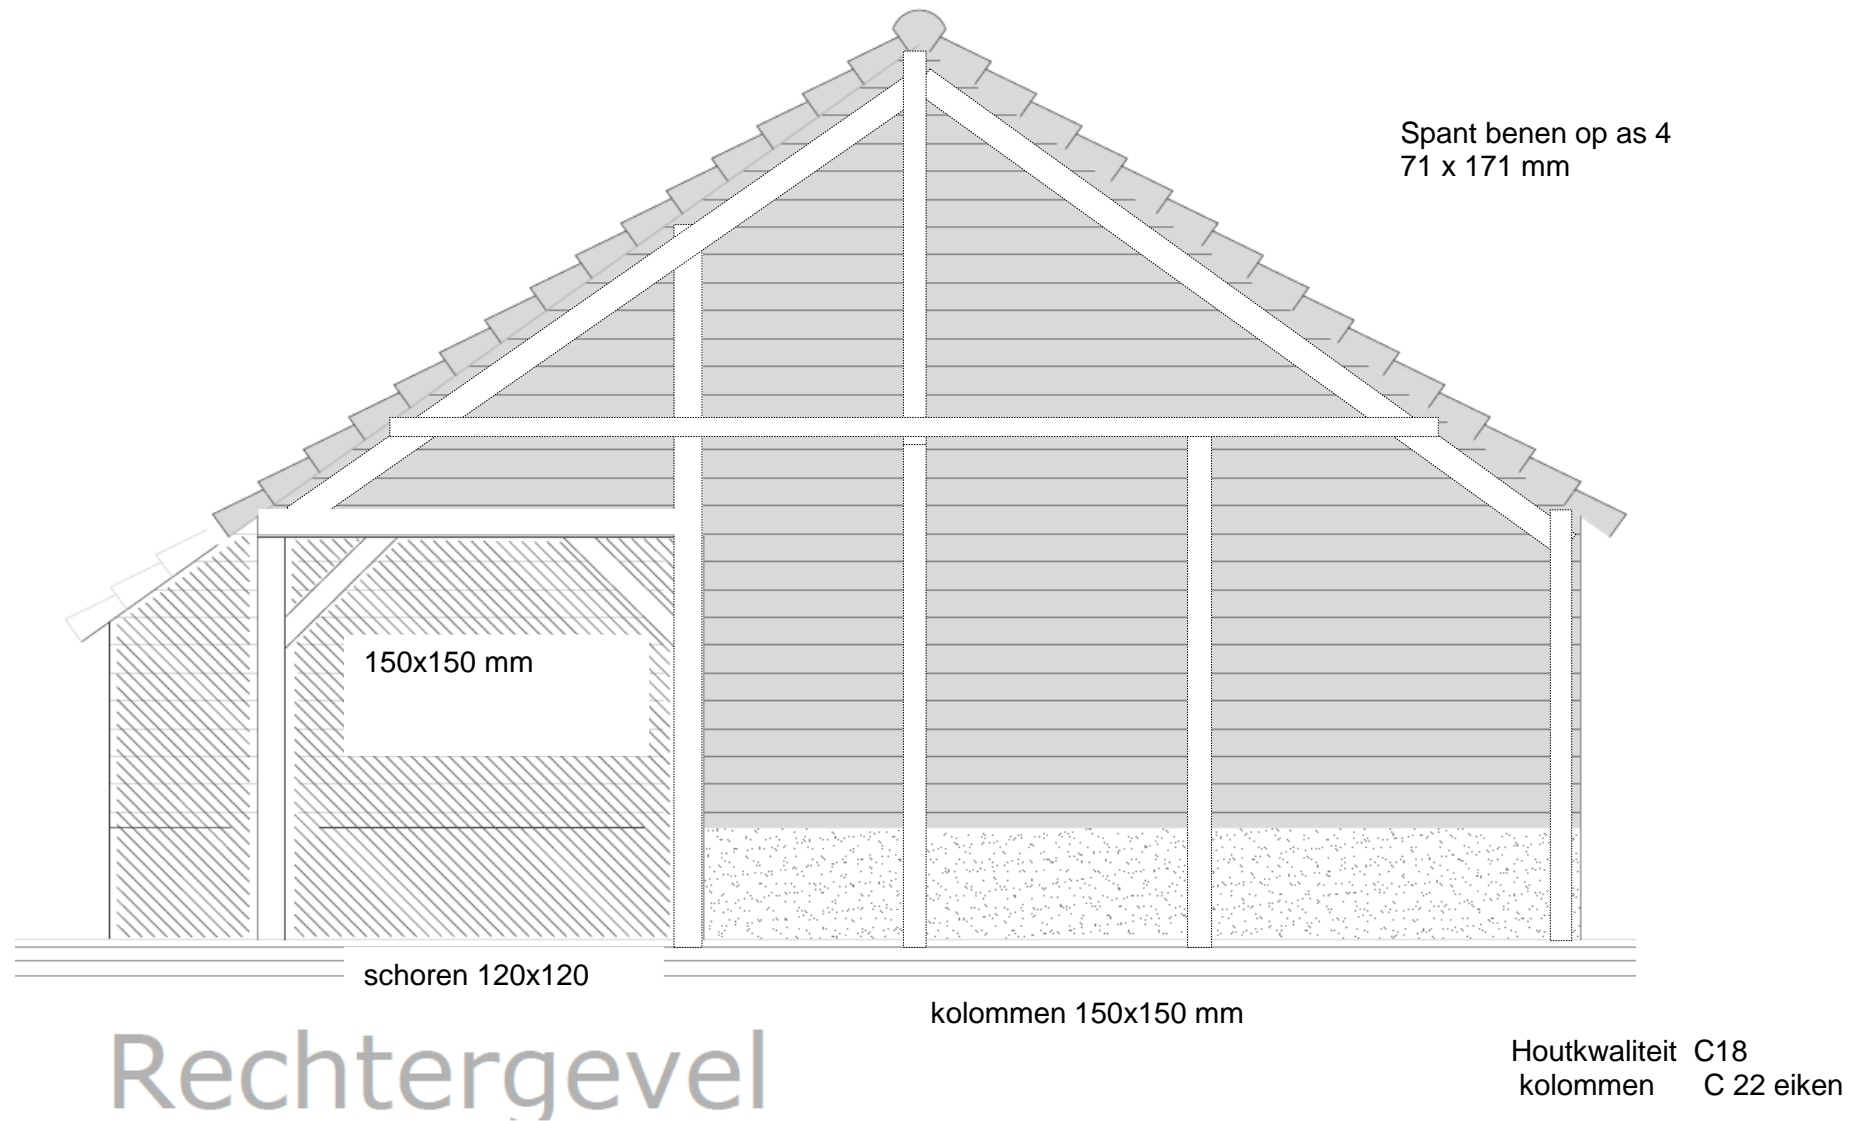 Spant benen op as 4
71 x 171 mm
150x150 mm
schoren 120x120
kolommen 150x150 mm
Houtkwaliteit C18
kolommen C 22 eiken
Rechtergevel